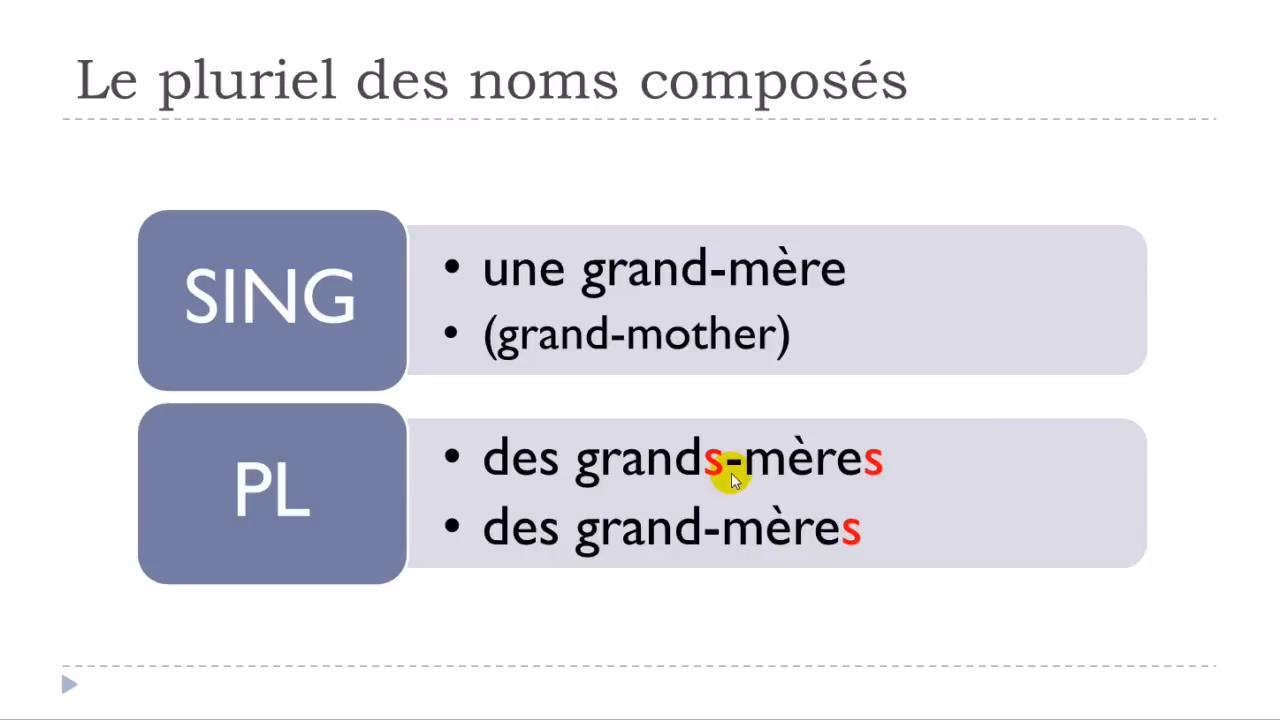 Le pluriel des noms composés
SING
• une grand-mère
• (grand-mother)
PL
• des grands-mères
• des grand-mères